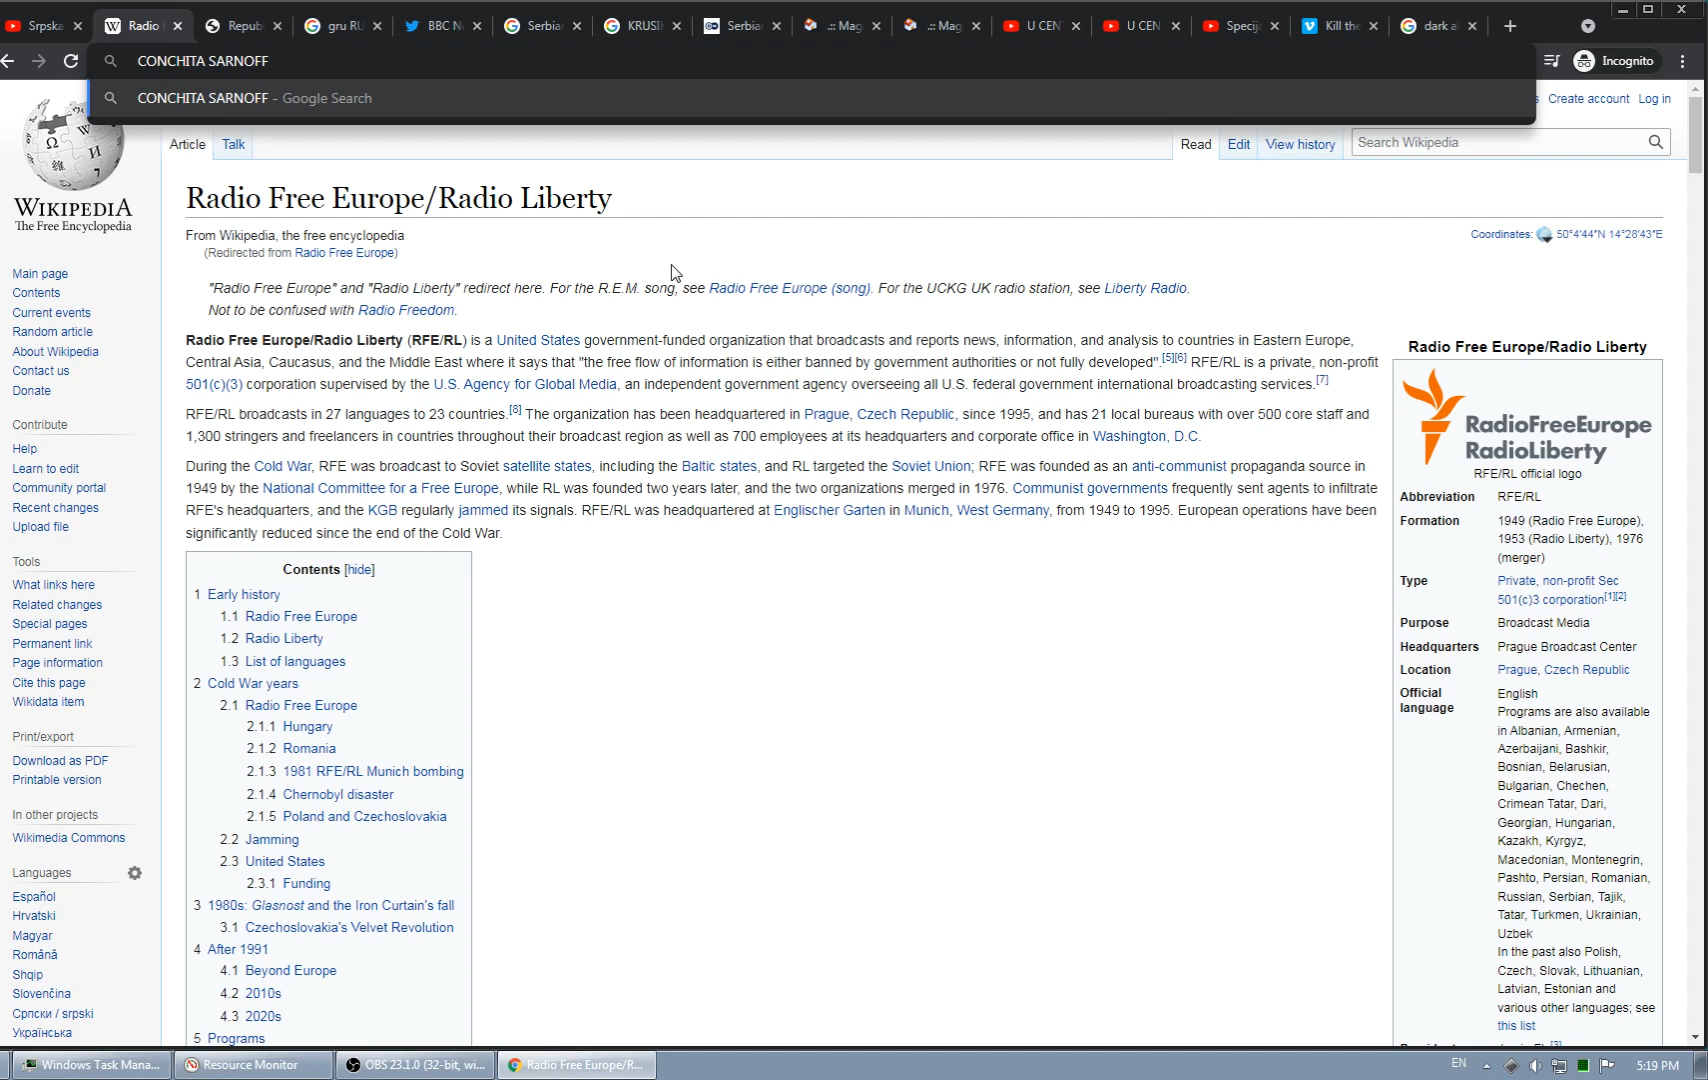 Srpska
Radio
Repub
gru RU
BBC N
Serbia
KRUSI
Serbia
.:: Mag
.:: Mag
U CEN
U CEN
Specij
Kill the
dark a
CONCHITA SARNOFF
Incognito
CONCHITA SARNOFF - Google Search
Create account Log in
WIKIPEDIA
The Free Encyclopedia
Article Talk
Read Edit View history
Search Wikipedia
Radio Free Europe/Radio Liberty
From Wikipedia, the free encyclopedia
(Redirected from Radio Free Europe)
Coordinates: 50°4′44″N 14°28′43″E
"Radio Free Europe" and "Radio Liberty" redirect here. For the R.E.M. song, see Radio Free Europe (song). For the UCKG UK radio station, see Liberty Radio.
Not to be confused with Radio Freedom.
Radio Free Europe/Radio Liberty (RFE/RL) is a United States government-funded organization that broadcasts and reports news, information, and analysis to countries in Eastern Europe,
Central Asia, Caucasus, and the Middle East where it says that "the free flow of information is either banned by government authorities or not fully developed".[5][6] RFE/RL is a private, non-profit
501(c)(3) corporation supervised by the U.S. Agency for Global Media, an independent government agency overseeing all U.S. federal government international broadcasting services.[7]
RFE/RL broadcasts in 27 languages to 23 countries.[8] The organization has been headquartered in Prague, Czech Republic, since 1995, and has 21 local bureaus with over 500 core staff and
1,300 stringers and freelancers in countries throughout their broadcast region as well as 700 employees at its headquarters and corporate office in Washington, D.C.
During the Cold War, RFE was broadcast to Soviet satellite states, including the Baltic states, and RL targeted the Soviet Union; RFE was founded as an anti-communist propaganda source in
1949 by the National Committee for a Free Europe, while RL was founded two years later, and the two organizations merged in 1976. Communist governments frequently sent agents to infiltrate
RFE's headquarters, and the KGB regularly jammed its signals. RFE/RL was headquartered at Englischer Garten in Munich, West Germany, from 1949 to 1995. European operations have been
significantly reduced since the end of the Cold War.
Main page
Contents
Current events
Random article
About Wikipedia
Contact us
Donate
Contribute
Help
Learn to edit
Community portal
Recent changes
Upload file
Tools
What links here
Related changes
Special pages
Permanent link
Page information
Cite this page
Wikidata item
Print/export
Download as PDF
Printable version
In other projects
Wikimedia Commons
Languages
Español
Hrvatski
Magyar
Română
Shqip
Slovenčina
Српски / srpski
Українська
Contents [hide]
1 Early history
1.1 Radio Free Europe
1.2 Radio Liberty
1.3 List of languages
2 Cold War years
2.1 Radio Free Europe
2.1.1 Hungary
2.1.2 Romania
2.1.3 1981 RFE/RL Munich bombing
2.1.4 Chernobyl disaster
2.1.5 Poland and Czechoslovakia
2.2 Jamming
2.3 United States
2.3.1 Funding
3 1980s: Glasnost and the Iron Curtain's fall
3.1 Czechoslovakia's Velvet Revolution
4 After 1991
4.1 Beyond Europe
4.2 2010s
4.3 2020s
5 Programs
Radio Free Europe/Radio Liberty
RadioFreeEurope
RadioLiberty
RFE/RL official logo
Abbreviation RFE/RL
Formation 1949 (Radio Free Europe),
1953 (Radio Liberty), 1976
(merger)
Type Private, non-profit Sec
501(c)3 corporation[1][2]
Purpose Broadcast Media
Headquarters Prague Broadcast Center
Location Prague, Czech Republic
Official language English
Programs are also available
in Albanian, Armenian,
Azerbaijani, Bashkir,
Bosnian, Belarusian,
Bulgarian, Chechen,
Crimean Tatar, Dari,
Georgian, Hungarian,
Kazakh, Kyrgyz,
Macedonian, Montenegrin,
Pashto, Persian, Romanian,
Russian, Serbian, Tajik,
Tatar, Turkmen, Ukrainian,
Uzbek
In the past also Polish,
Czech, Slovak, Lithuanian,
Latvian, Estonian and
various other languages; see
this list
Windows Task Mana...
Resource Monitor
OBS 23.1.0 (32-bit, wi...
Radio Free Europe/R...
EN
5:19 PM